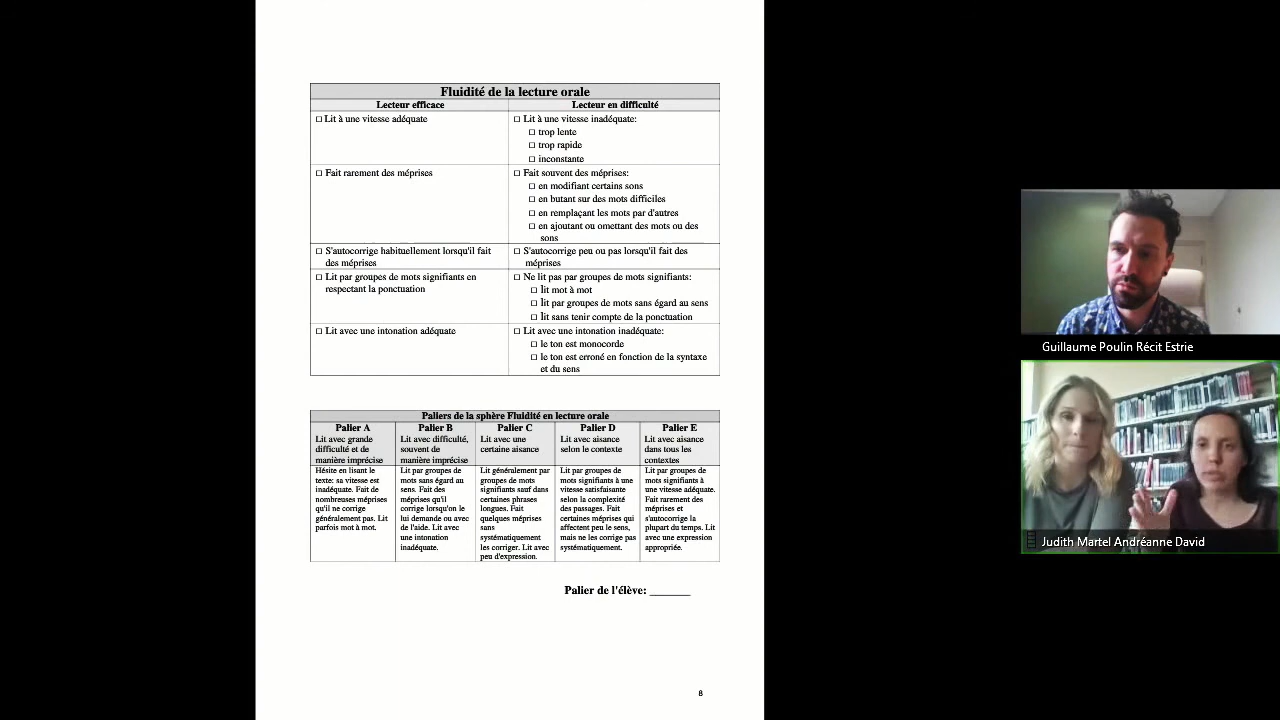 Fluidité de la lecture orale
Lecteur efficace
Lecteur en difficulté
☐ Lit à une vitesse adéquate
☐ Lit à une vitesse inadéquate:
☐ trop lente
☐ trop rapide
☐ inconstante
☐ Fait rarement des méprises
☐ Fait souvent des méprises:
☐ en modifiant certains sons
☐ en butant sur des mots difficiles
☐ en remplaçant les mots par d'autres
☐ en ajoutant ou omettant des mots ou des
sons
☐ S'autocorrige habituellement lorsqu'il fait
des méprises
☐ S'autocorrige peu ou pas lorsqu'il fait des
méprises
☐ Lit par groupes de mots signifiants en
respectant la ponctuation
☐ Ne lit pas par groupes de mots signifiants:
☐ lit mot à mot
☐ lit par groupes de mots sans égard au sens
☐ lit sans tenir compte de la ponctuation
☐ Lit avec une intonation adéquate
☐ Lit avec une intonation inadéquate:
☐ le ton est monocorde
☐ le ton est erroné en fonction de la syntaxe
et du sens
Paliers de la sphère Fluidité en lecture orale
Palier A
Lit avec grande
difficulté et de
manière imprécise
Palier B
Lit avec difficulté,
souvent de
manière imprécise
Palier C
Lit avec une
certaine aisance
Palier D
Lit avec aisance
selon le contexte
Palier E
Lit avec aisance
dans tous les
contextes
Hésite en lisant le
texte: sa vitesse est
inadéquate. Fait de
nombreuses méprises
qu'il ne corrige
généralement pas. Lit
parfois mot à mot.
Lit par groupes de
mots sans égard au
sens. Fait des
méprises qu'il
corrige lorsqu'on le
lui demande ou avec
de l'aide. Lit avec
une intonation
inadéquate.
Lit généralement par
groupes de mots
signifiants sauf dans
certaines phrases
longues. Fait
quelques méprises
sans
systématiquement
les corriger. Lit avec
peu d'expression.
Lit par groupes de
mots signifiants à une
vitesse satisfaisante
selon la complexité
des passages. Fait
certaines méprises qui
affectent peu le sens,
mais ne les corrige pas
systématiquement.
Lit par groupes de
mots signifiants à
une vitesse adéquate.
Fait rarement des
méprises et
s'autocorrige la
plupart du temps. Lit
avec une expression
appropriée.
Palier de l'élève: _______
8
Guillaume Poulin Récit Estrie
Judith Martel Andréanne David